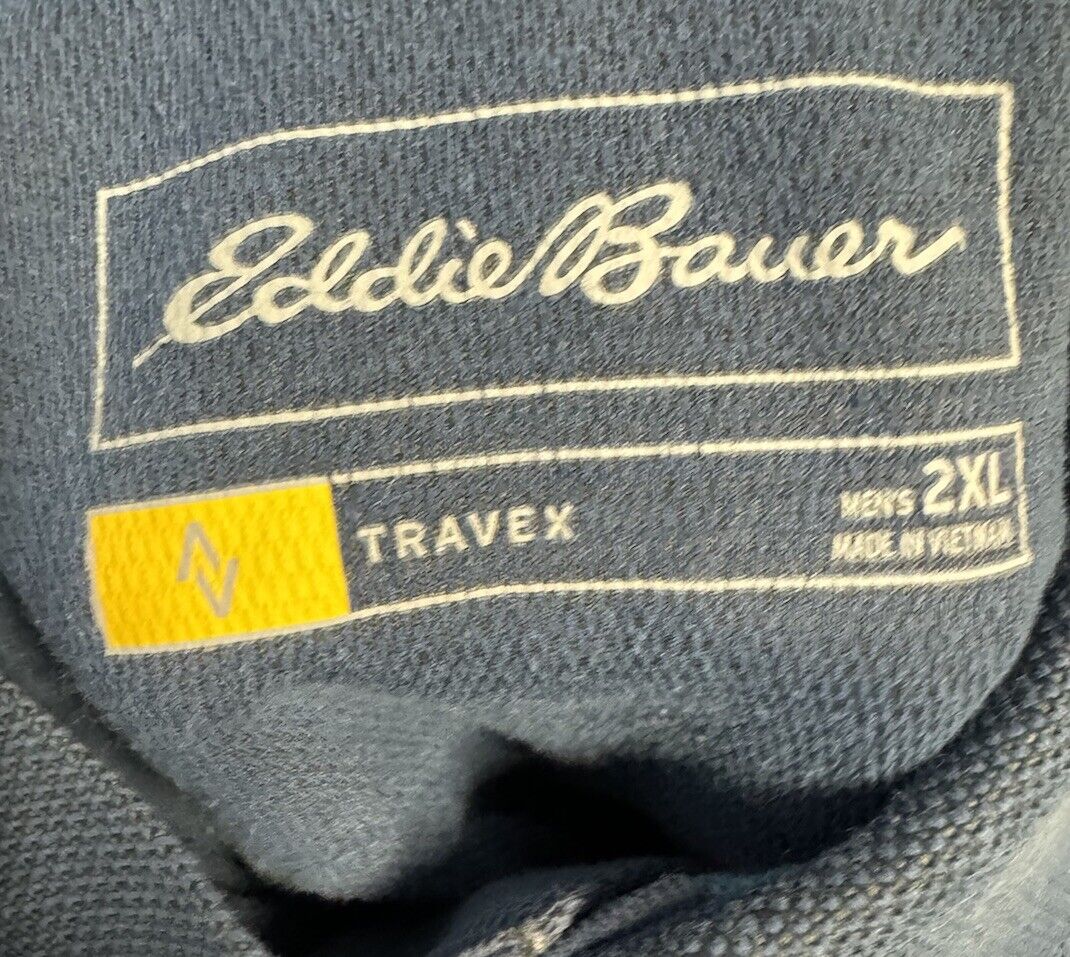 Eddie Bauer
TRAVEX
MEN'S 2XL
MADE IN VIETNAM